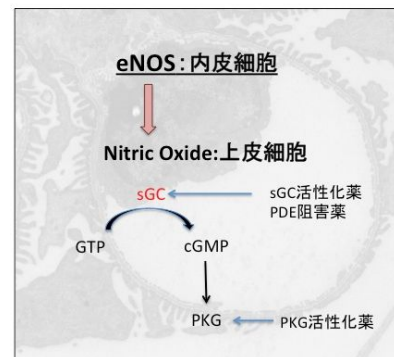 eNOS:内皮細胞
Nitric Oxide:上皮細胞
sGC
sGC活性化薬
PDE阻害薬
GTP
cGMP
PKG
PKG活性化薬